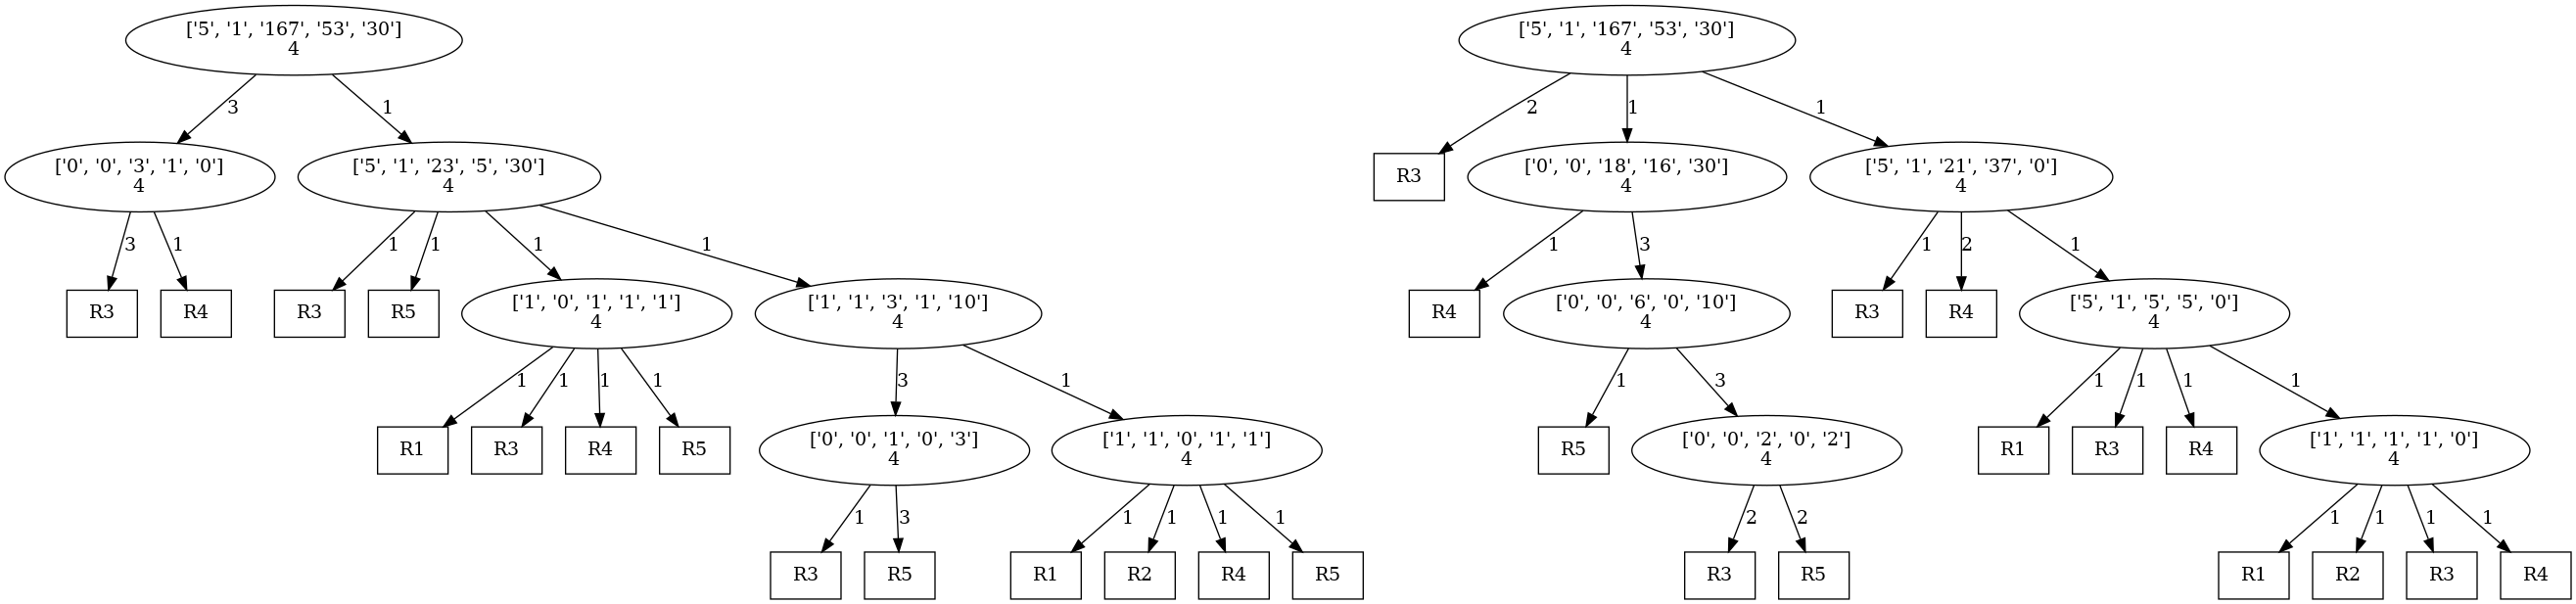 ['5', '1', '167', '53', '30']
4
['5', '1', '167', '53', '30']
4
3
1
2
1
1
['0', '0', '3', '1', '0']
4
['5', '1', '23', '5', '30']
4
R3
['0', '0', '18', '16', '30']
4
['5', '1', '21', '37', '0']
4
3
1
1
1
1
1
1
3
1
2
1
R3
R4
R3
R5
['1', '0', '1', '1', '1']
4
['1', '1', '3', '1', '10']
4
R4
['0', '0', '6', '0', '10']
4
R3
R4
['5', '1', '5', '5', '0']
4
1
1
1
1
3
1
1
3
1
1
1
1
R1
R3
R4
R5
['0', '0', '1', '0', '3']
4
['1', '1', '0', '1', '1']
4
R5
['0', '0', '2', '0', '2']
4
R1
R3
R4
['1', '1', '1', '1', '0']
4
1
3
1
1
1
1
2
2
1
1
1
1
R3
R5
R1
R2
R4
R5
R3
R5
R1
R2
R3
R4